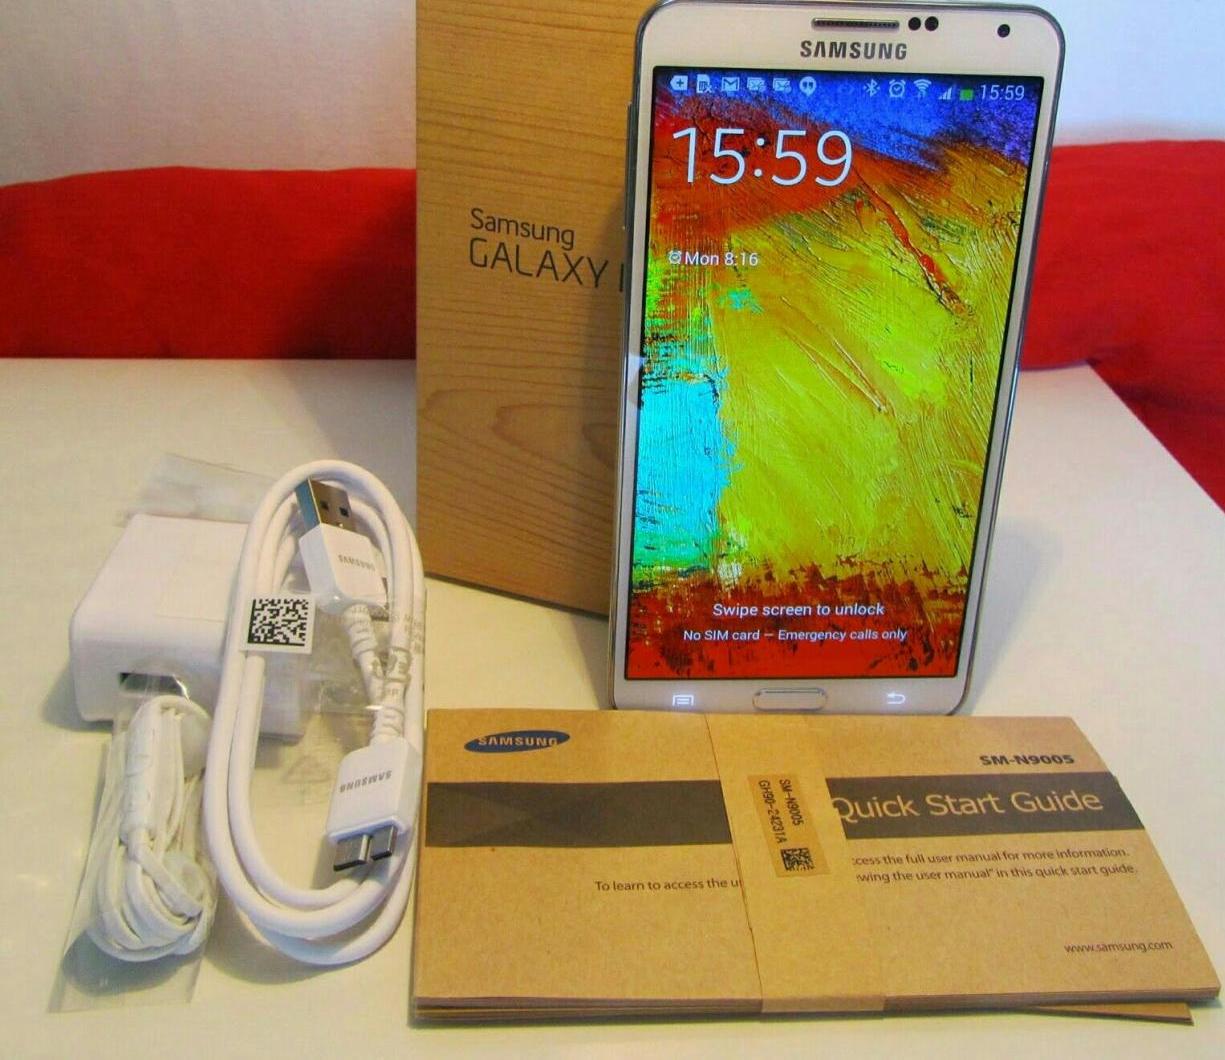 SAMSUNG
15:59
15:59
Mon 8:16
Swipe screen to unlock
No SIM card — Emergency calls only
Samsung
GALAXY
SAMSUNG
SAMSUNG
SAMSUNG
SM-N9005
Quick Start Guide
SM-N9005
GH90-24231A
To learn to access the
the full user manual for more information.
the user manual" in this quick start guide.
www.samsung.com